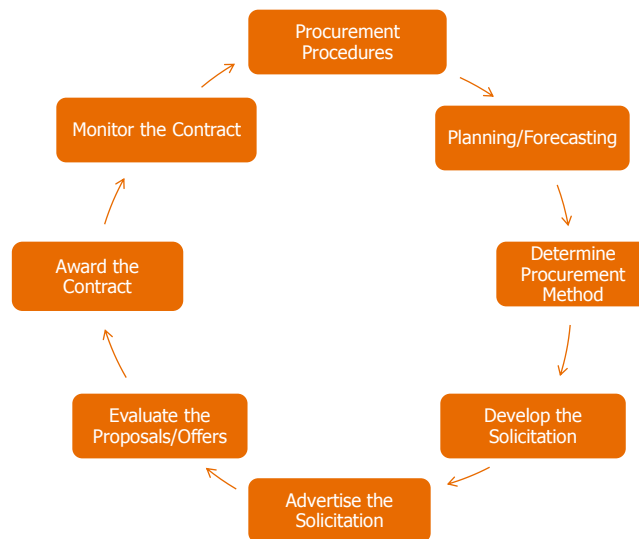 Procurement
Procedures
Planning/Forecasting
Determine
Procurement
Method
Develop the
Solicitation
Advertise the
Solicitation
Evaluate the
Proposals/Offers
Award the
Contract
Monitor the Contract